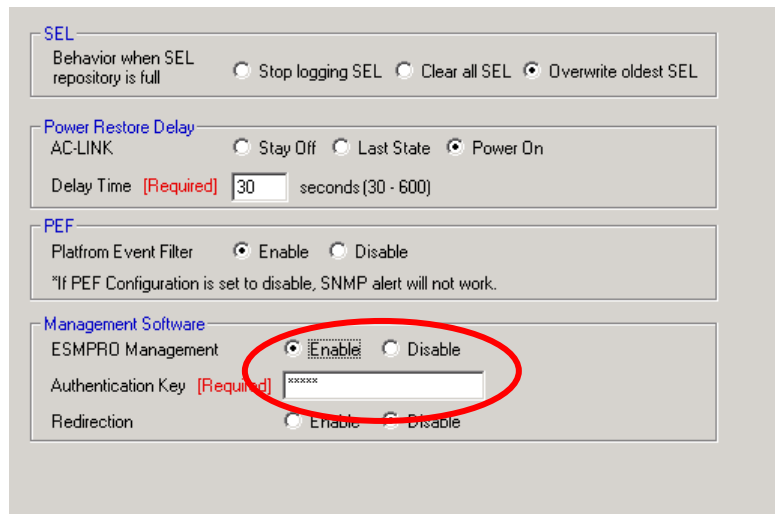 SEL
Behavior when SEL
repository is full Stop logging SEL Clear all SEL Overwrite oldest SEL
Power Restore Delay
AC-LINK Stay Off Last State Power On
Delay Time [Required] 30 seconds (30 - 600)
PEF
Platfrom Event Filter Enable Disable
*If PEF Configuration is set to disable, SNMP alert will not work.
Management Software
ESMPRO Management Enable Disable
Authentication Key [Required] *****
Redirection Enable Disable